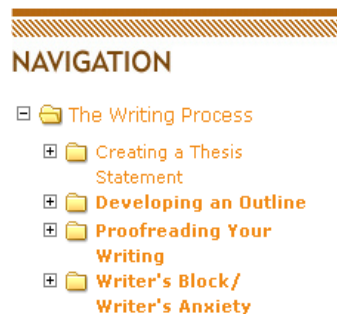 NAVIGATION
The Writing Process
Creating a Thesis
Statement
Developing an Outline
Proofreading Your
Writing
Writer's Block/
Writer's Anxiety